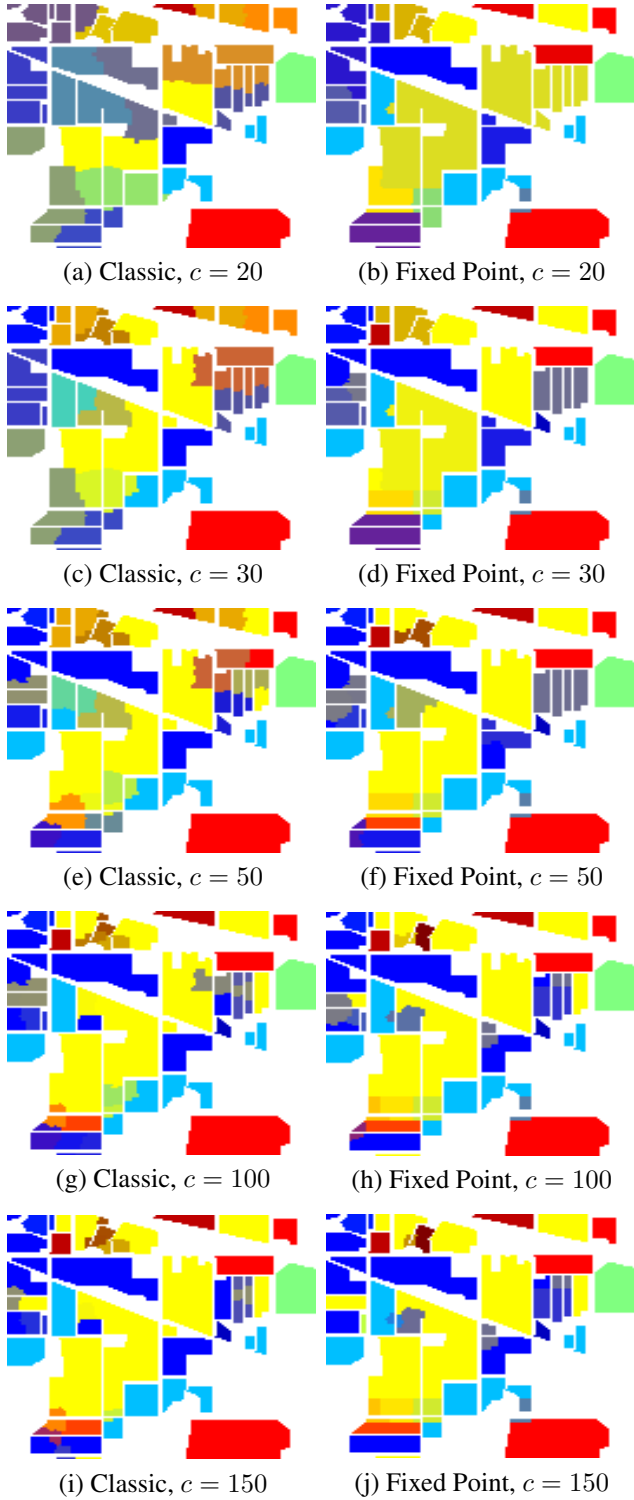 (a) Classic, c = 20
(b) Fixed Point, c = 20
(c) Classic, c = 30
(d) Fixed Point, c = 30
(e) Classic, c = 50
(f) Fixed Point, c = 50
(g) Classic, c = 100
(h) Fixed Point, c = 100
(i) Classic, c = 150
(j) Fixed Point, c = 150